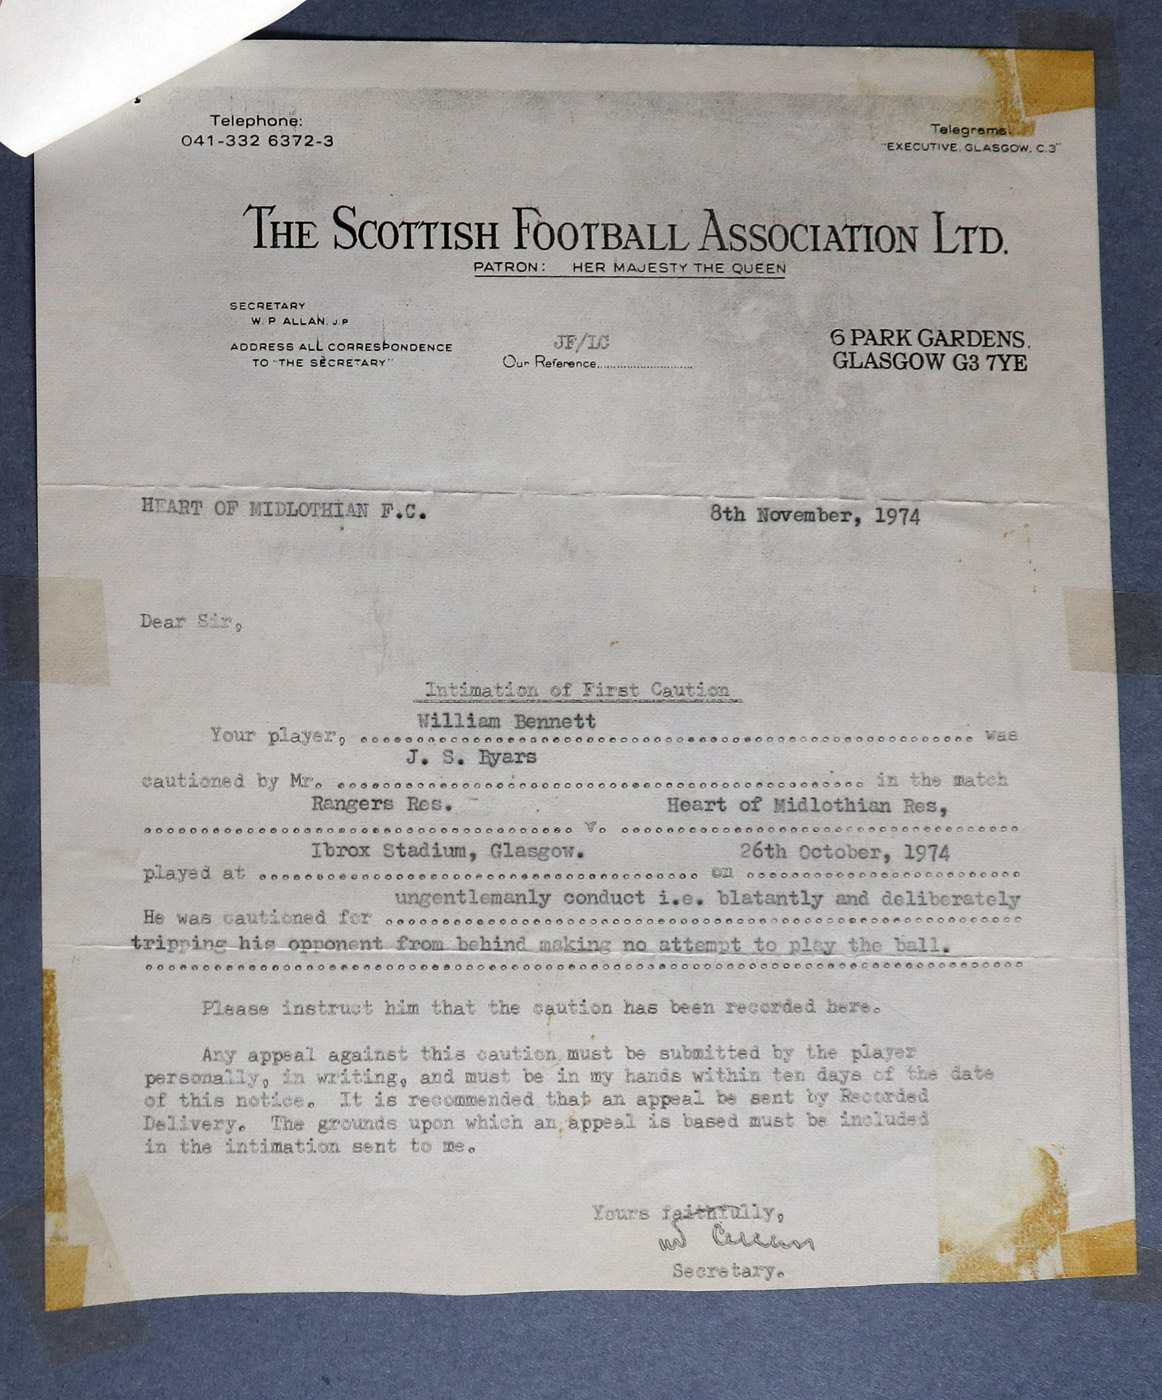 Telephone:
041-332 6372-3
Telegrams:
"EXECUTIVE, GLASGOW, C.3"
THE SCOTTISH FOOTBALL ASSOCIATION LTD.
PATRON: HER MAJESTY THE QUEEN
SECRETARY
W. P. ALLAN, J.P.
ADDRESS ALL CORRESPONDENCE
TO "THE SECRETARY"
JF/LC
Our Reference
6 PARK GARDENS,
GLASGOW G3 7YE
HEART OF MIDLOTHIAN F.C. 8th November, 1974
Dear Sir,
Intimation of First Caution
William Bennett
Your player, was
J. S. Byars
cautioned by Mr. in the match
Rangers Res. Heart of Midlothian Res,
v.
Ibrox Stadium, Glasgow. 26th October, 1974
played at on
ungentlemanly conduct i.e. blatantly and deliberately
He was cautioned for
tripping his opponent from behind making no attempt to play the ball.
Please instruct him that the caution has been recorded here.
Any appeal against this caution must be submitted by the player
personally, in writing, and must be in my hands within ten days of the date
of this notice. It is recommended that an appeal be sent by Recorded
Delivery. The grounds upon which an appeal is based must be included
in the intimation sent to me.
Yours faithfully,
Secretary.